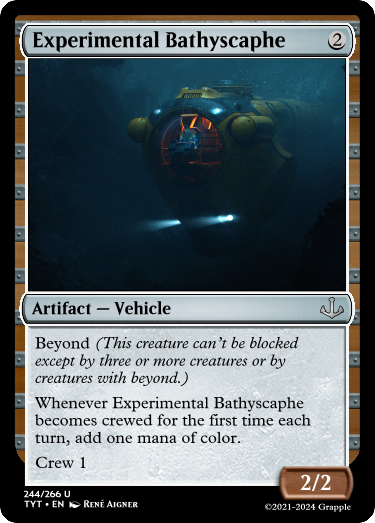 Experimental Bathyscaphe 2
Artifact — Vehicle
Beyond (This creature can't be blocked
except by three or more creatures or by
creatures with beyond.)
Whenever Experimental Bathyscaphe
becomes crewed for the first time each
turn, add one mana of color.
Crew 1
2/2
244/266 U
TYT • EN René Aigner
©2021-2024 Grapple